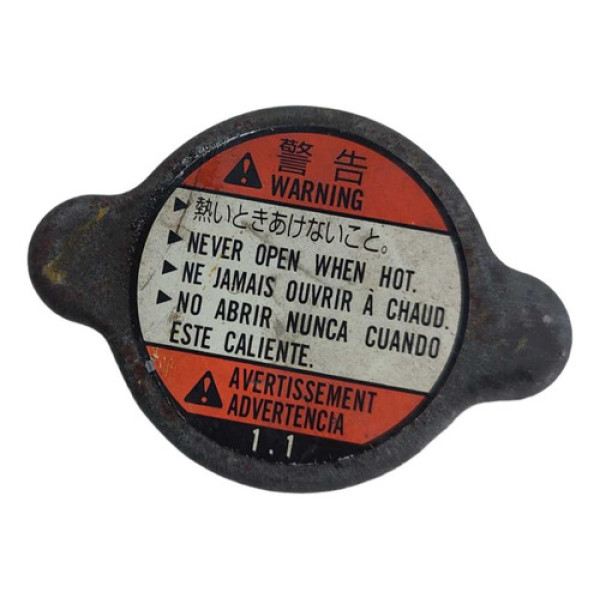 警告
WARNING
▶熱いときあけないこと。
▶NEVER OPEN WHEN HOT.
▶NE JAMAIS OUVRIR À CHAUD.
▶NO ABRIR NUNCA CUANDO
ESTE CALIENTE.
AVERTISSEMENT
ADVERTENCIA
1.1